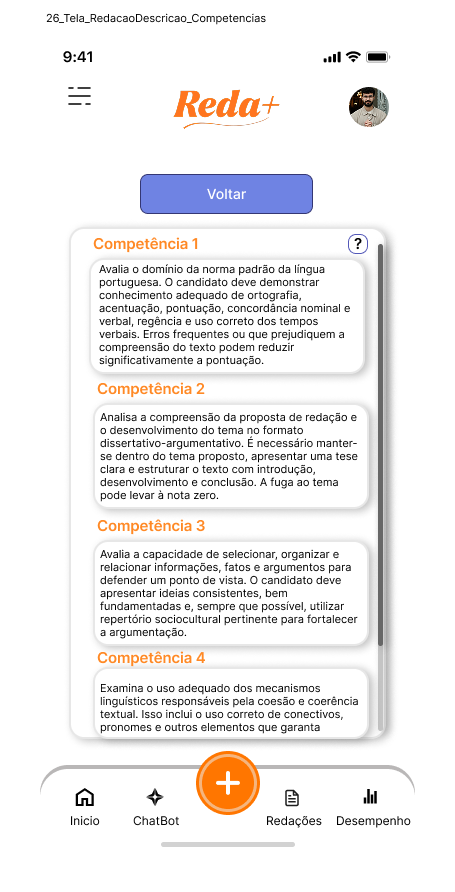 26_Tela_RedacaoDescricao_Competencias
9:41
Reda+
Voltar
Competência 1
?
Avalia o domínio da norma padrão da língua
portuguesa. O candidato deve demonstrar
conhecimento adequado de ortografia,
acentuação, pontuação, concordância nominal e
verbal, regência e uso correto dos tempos
verbais. Erros frequentes ou que prejudiquem a
compreensão do texto podem reduzir
significativamente a pontuação.
Competência 2
Analisa a compreensão da proposta de redação e
o desenvolvimento do tema no formato
dissertativo-argumentativo. É necessário manter-
se dentro do tema proposto, apresentar uma tese
clara e estruturar o texto com introdução,
desenvolvimento e conclusão. A fuga ao tema
pode levar à nota zero.
Competência 3
Avalia a capacidade de selecionar, organizar e
relacionar informações, fatos e argumentos para
defender um ponto de vista. O candidato deve
apresentar ideias consistentes, bem
fundamentadas e, sempre que possível, utilizar
repertório sociocultural pertinente para fortalecer
a argumentação.
Competência 4
Examina o uso adequado dos mecanismos
linguísticos responsáveis pela coesão e coerência
textual. Isso inclui o uso correto de conectivos,
pronomes e outros elementos que garanta
Inicio
ChatBot
Redações
Desempenho